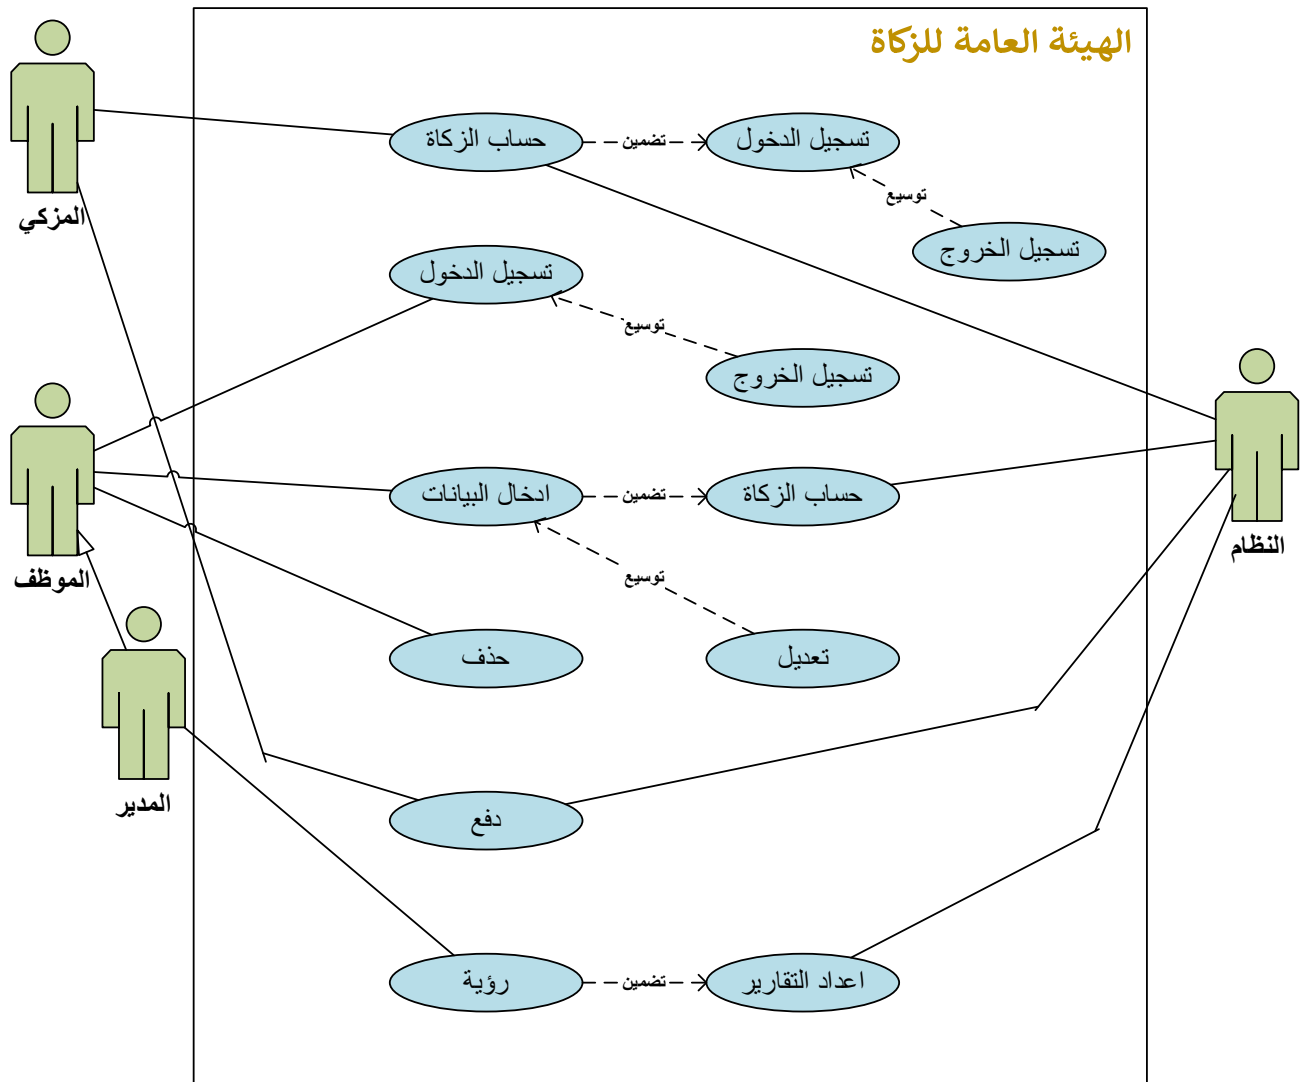 الهيئة العامة للزكاة
حساب الزكاة
تضمين
تسجيل الدخول
توسيع
تسجيل الخروج
المزكي
تسجيل الدخول
توسيع
تسجيل الخروج
ادخال البيانات
تضمين
حساب الزكاة
النظام
توسيع
الموظف
حذف
تعديل
المدير
دفع
رؤية
تضمين
اعداد التقارير